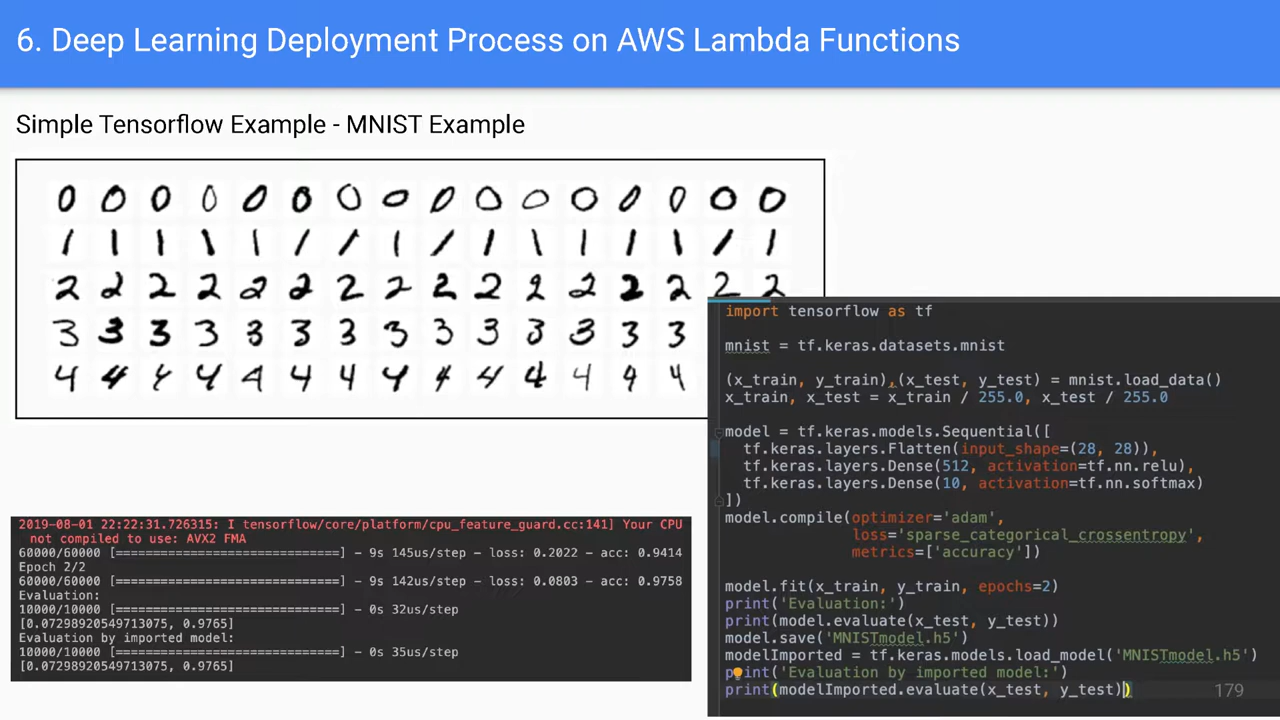 6. Deep Learning Deployment Process on AWS Lambda Functions
Simple Tensorflow Example - MNIST Example
0 0 0 0 0 0 0 0 0 0 0 0 0 0 0 0
1 1 1 1 1 1 1 1 1 1 1 1 1 1 1 1
2 2 2 2 2 2 2 2 2 2 2 2 2 2 2 2
3 3 3 3 3 3 3 3 3 3 3 3 3 3
4 4 4 4 4 4 4 4 4 4 4 4 4 4
import tensorflow as tf
mnist = tf.keras.datasets.mnist
(x_train, y_train),(x_test, y_test) = mnist.load_data()
x_train, x_test = x_train / 255.0, x_test / 255.0
model = tf.keras.models.Sequential([
tf.keras.layers.Flatten(input_shape=(28, 28)),
tf.keras.layers.Dense(512, activation=tf.nn.relu),
tf.keras.layers.Dense(10, activation=tf.nn.softmax)
])
model.compile(optimizer='adam',
loss='sparse_categorical_crossentropy',
metrics=['accuracy'])
model.fit(x_train, y_train, epochs=2)
print('Evaluation:')
print(model.evaluate(x_test, y_test))
model.save('MNISTmodel.h5')
modelImported = tf.keras.models.load_model('MNISTmodel.h5')
print('Evaluation by imported model:')
print(modelImported.evaluate(x_test, y_test))
179
2019-08-01 22:22:31.726315: I tensorflow/core/platform/cpu_feature_guard.cc:141] Your CPU
not compiled to use: AVX2 FMA
60000/60000 [==============================] - 9s 145us/step - loss: 0.2022 - acc: 0.9414
Epoch 2/2
60000/60000 [==============================] - 9s 142us/step - loss: 0.0803 - acc: 0.9758
Evaluation:
10000/10000 [==============================] - 0s 32us/step
[0.07298920549713075, 0.9765]
Evaluation by imported model:
10000/10000 [==============================] - 0s 35us/step
[0.07298920549713075, 0.9765]